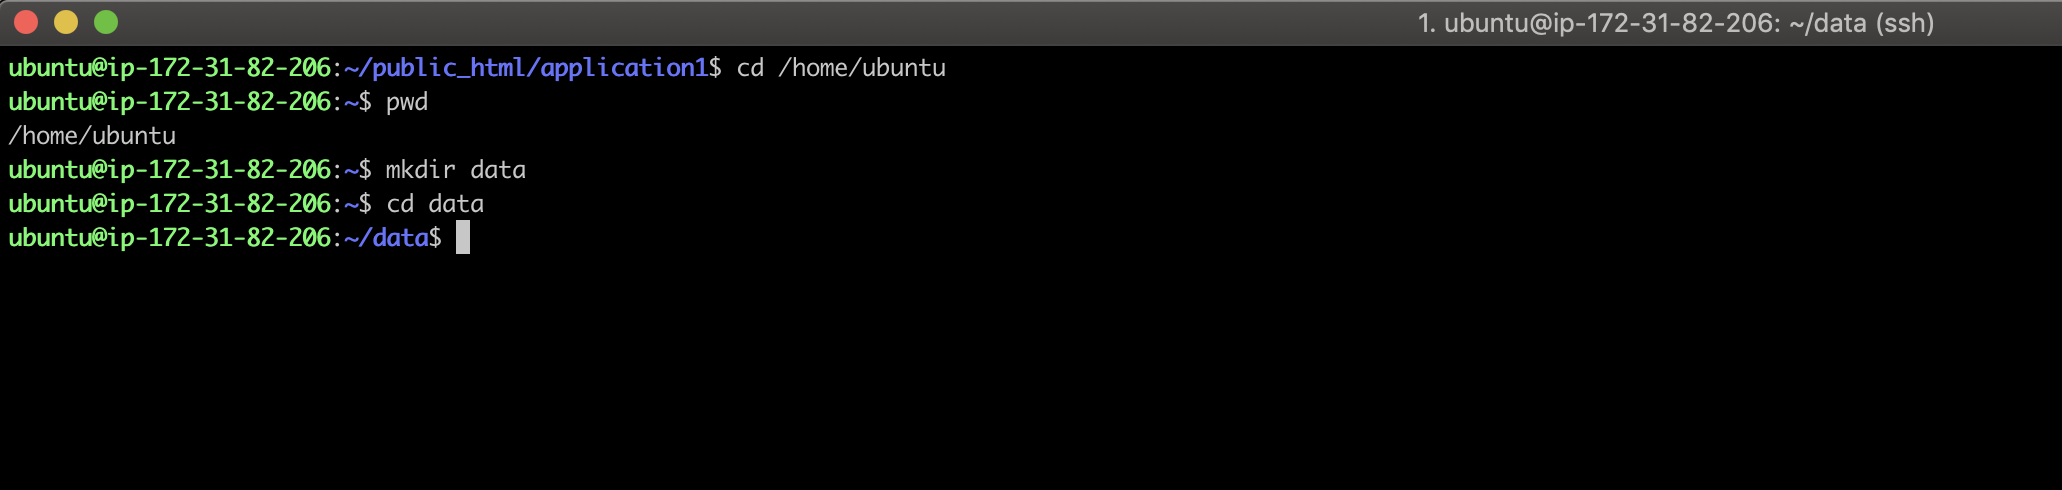 1. ubuntu@ip-172-31-82-206: ~/data (ssh)
ubuntu@ip-172-31-82-206:~/public_html/application1$ cd /home/ubuntu
ubuntu@ip-172-31-82-206:~$ pwd
/home/ubuntu
ubuntu@ip-172-31-82-206:~$ mkdir data
ubuntu@ip-172-31-82-206:~$ cd data
ubuntu@ip-172-31-82-206:~/data$